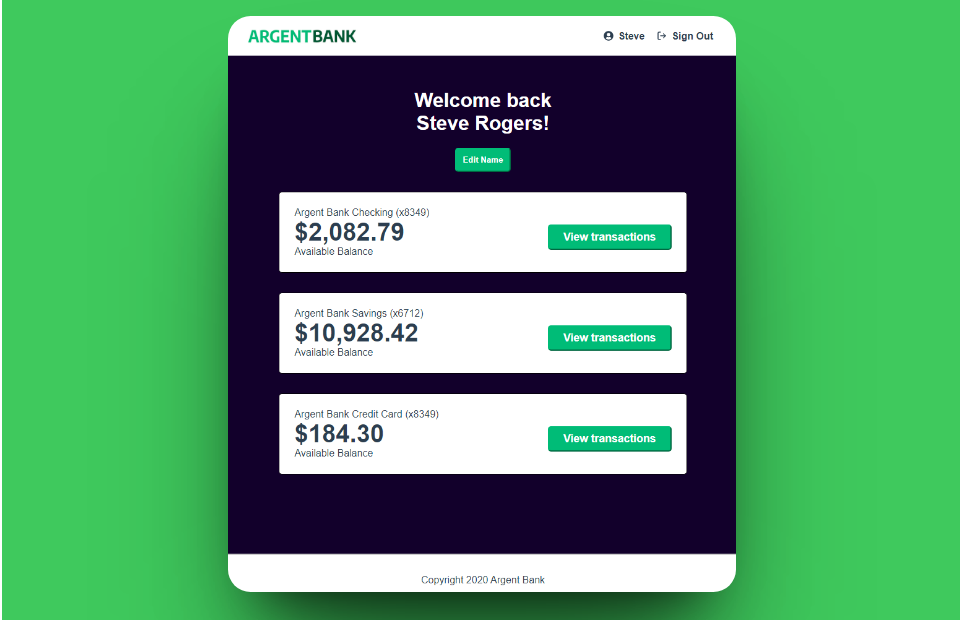 ARGENTBANK
Steve
Sign Out
Welcome back
Steve Rogers!
Edit Name
Argent Bank Checking (x8349)
$2,082.79
Available Balance
View transactions
Argent Bank Savings (x6712)
$10,928.42
Available Balance
View transactions
Argent Bank Credit Card (x8349)
$184.30
Available Balance
View transactions
Copyright 2020 Argent Bank